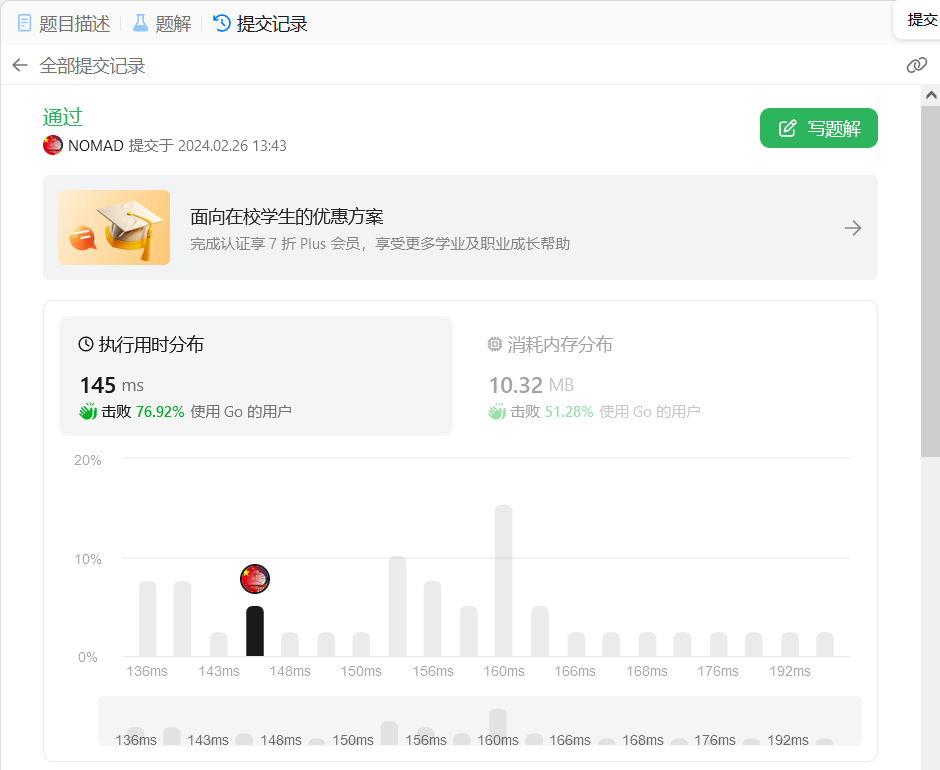 题目描述 题解 提交记录 提交
全部提交记录
通过
写题解
NOMAD 提交于 2024.02.26 13:43
面向在校学生的优惠方案
完成认证享 7 折 Plus 会员，享受更多学业及职业成长帮助
执行用时分布
145 ms
击败 76.92% 使用 Go 的用户
消耗内存分布
10.32 MB
击败 51.28% 使用 Go 的用户
20%
10%
0%
136ms 143ms 148ms 150ms 156ms 160ms 166ms 168ms 176ms 192ms
136ms 143ms 148ms 150ms 156ms 160ms 166ms 168ms 176ms 192ms